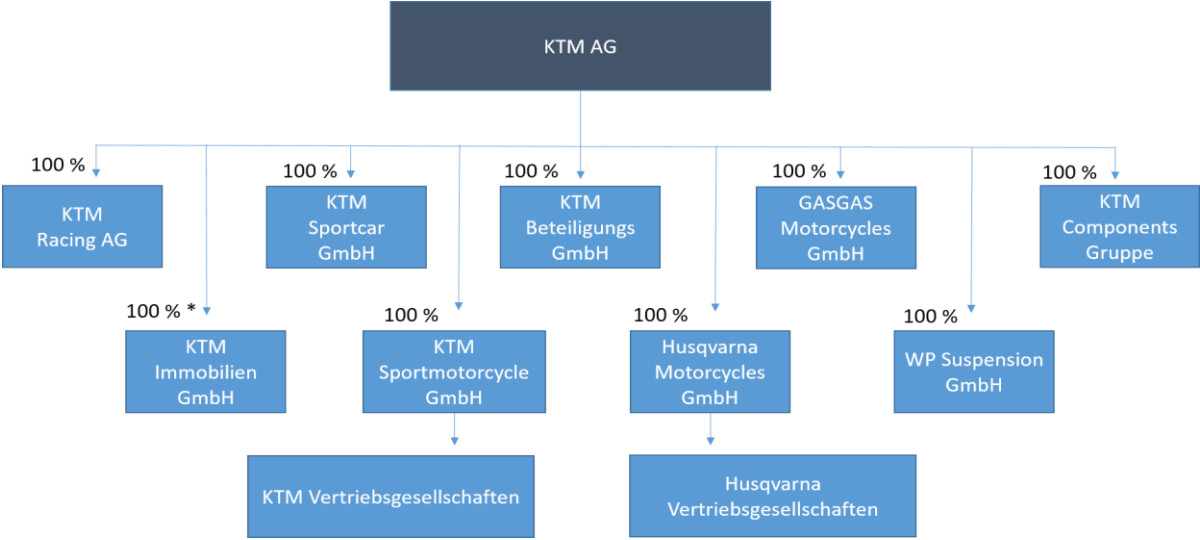 KTM AG
100 %
KTM
Racing AG
100 %
KTM
Sportcar
GmbH
100 %
KTM
Beteiligungs
GmbH
100 %
GASGAS
Motorcycles
GmbH
100 %
KTM
Components
Gruppe
100 % *
KTM
Immobilien
GmbH
100 %
KTM
Sportmotorcycle
GmbH
100 %
Husqvarna
Motorcycles
GmbH
100 %
WP Suspension
GmbH
KTM Vertriebsgesellschaften
Husqvarna
Vertriebsgesellschaften